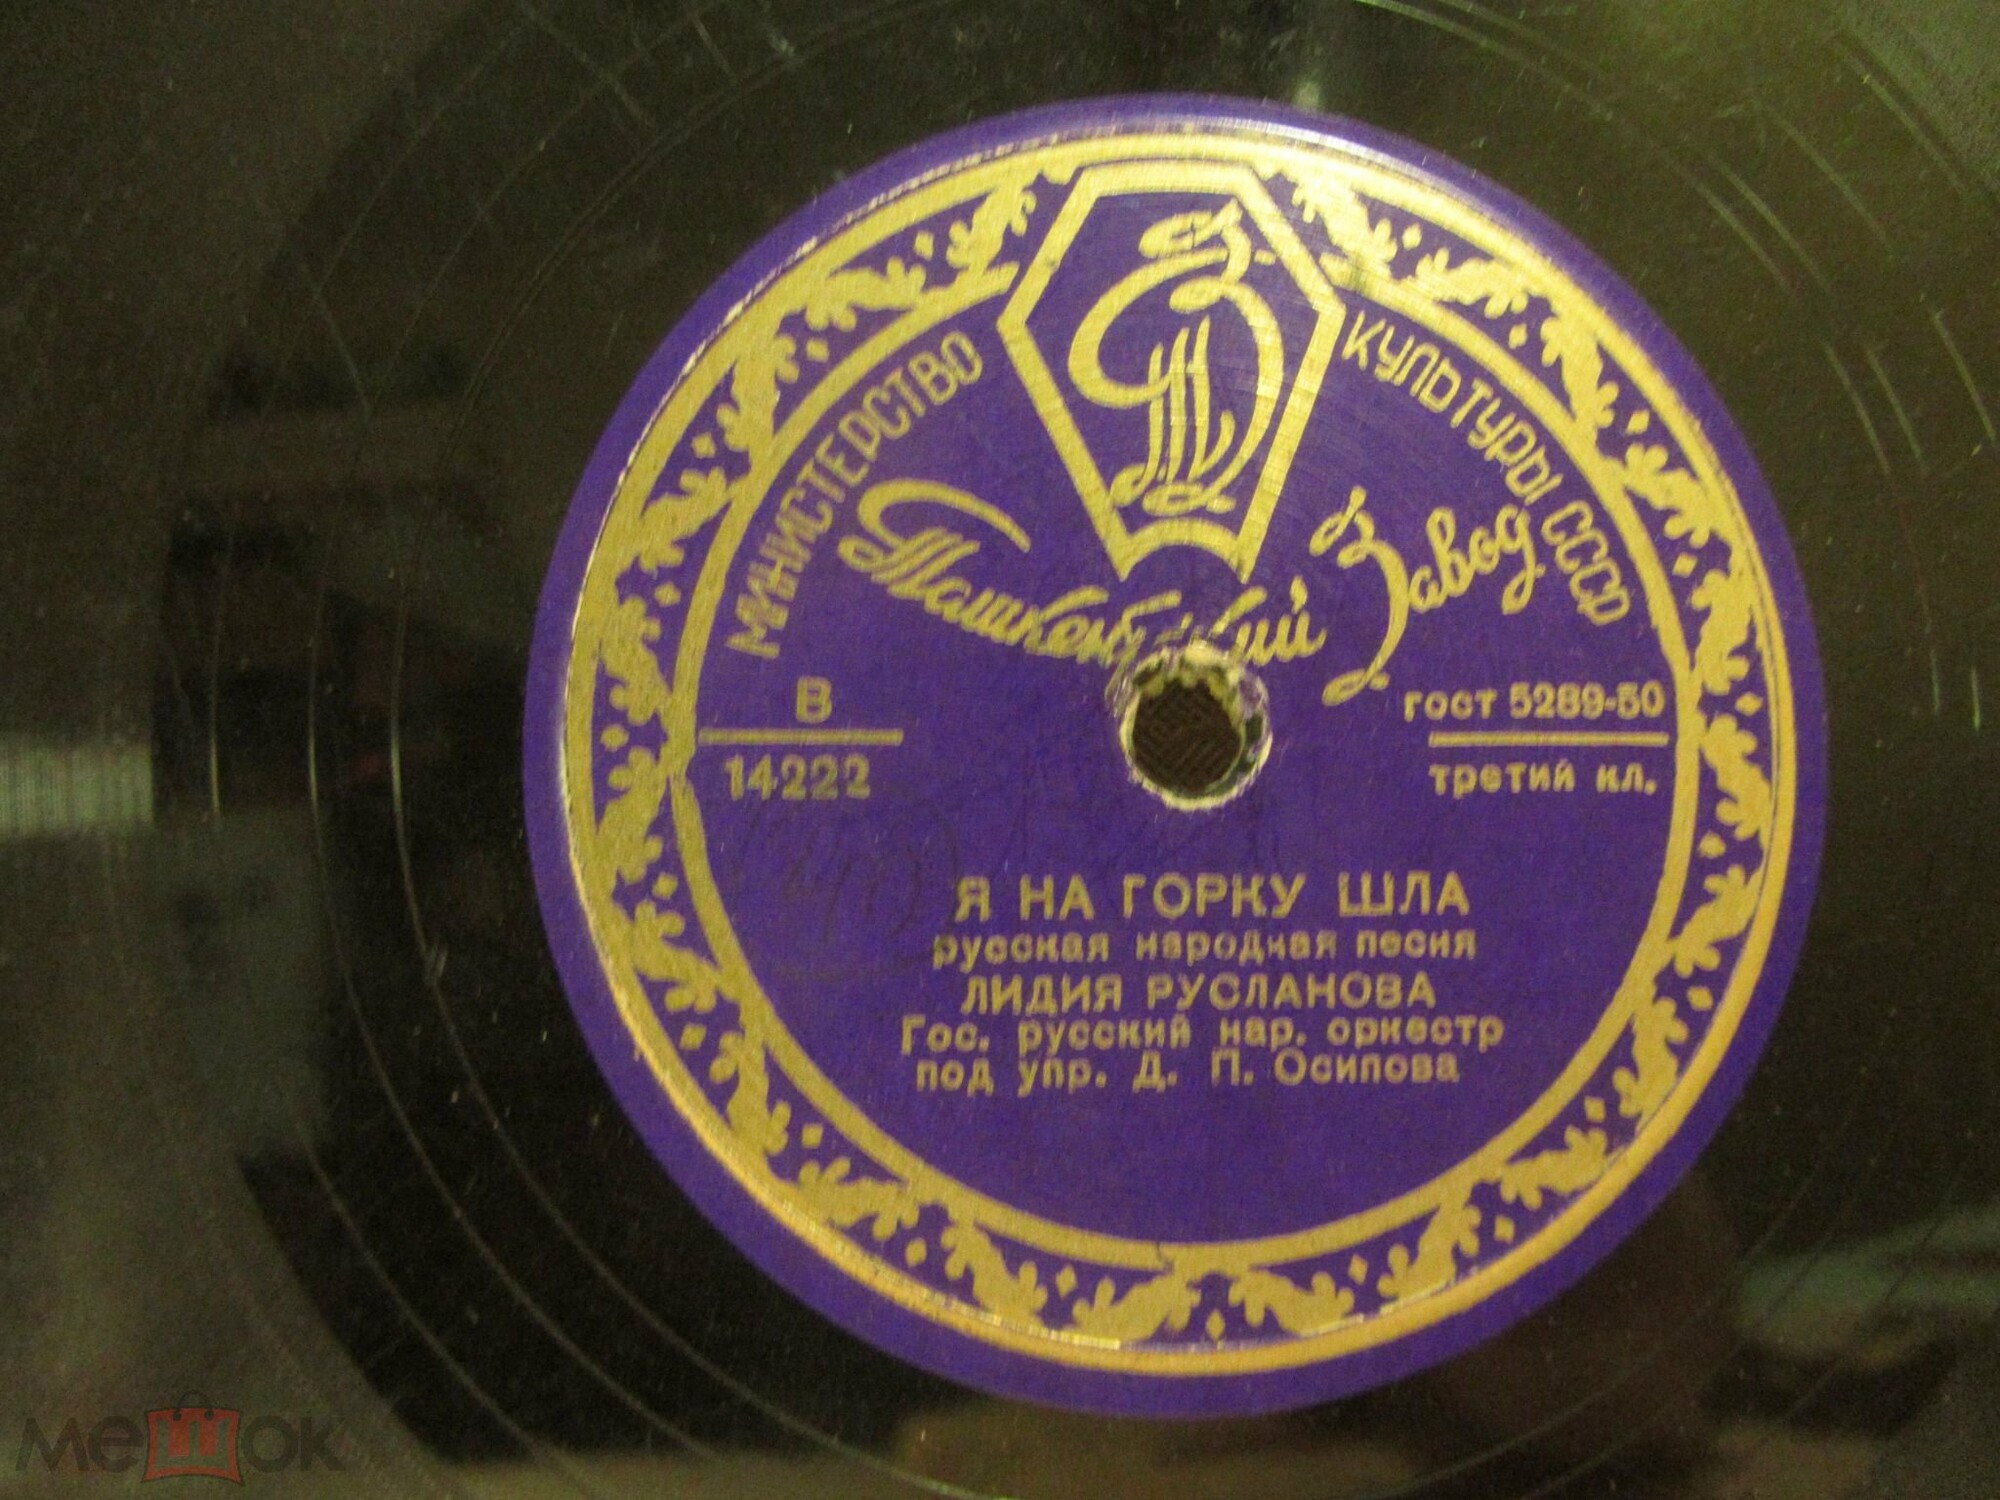 МИНИСТЕРСТВО КУЛЬТУРЫ СССР
Ташкентский Завод
В
14222
ГОСТ 5289-50
третий кл.
Я НА ГОРКУ ШЛА
русская народная песня
ЛИДИЯ РУСЛАНОВА
Гос. русский нар. оркестр
под упр. Д. П. Осипова
мешок